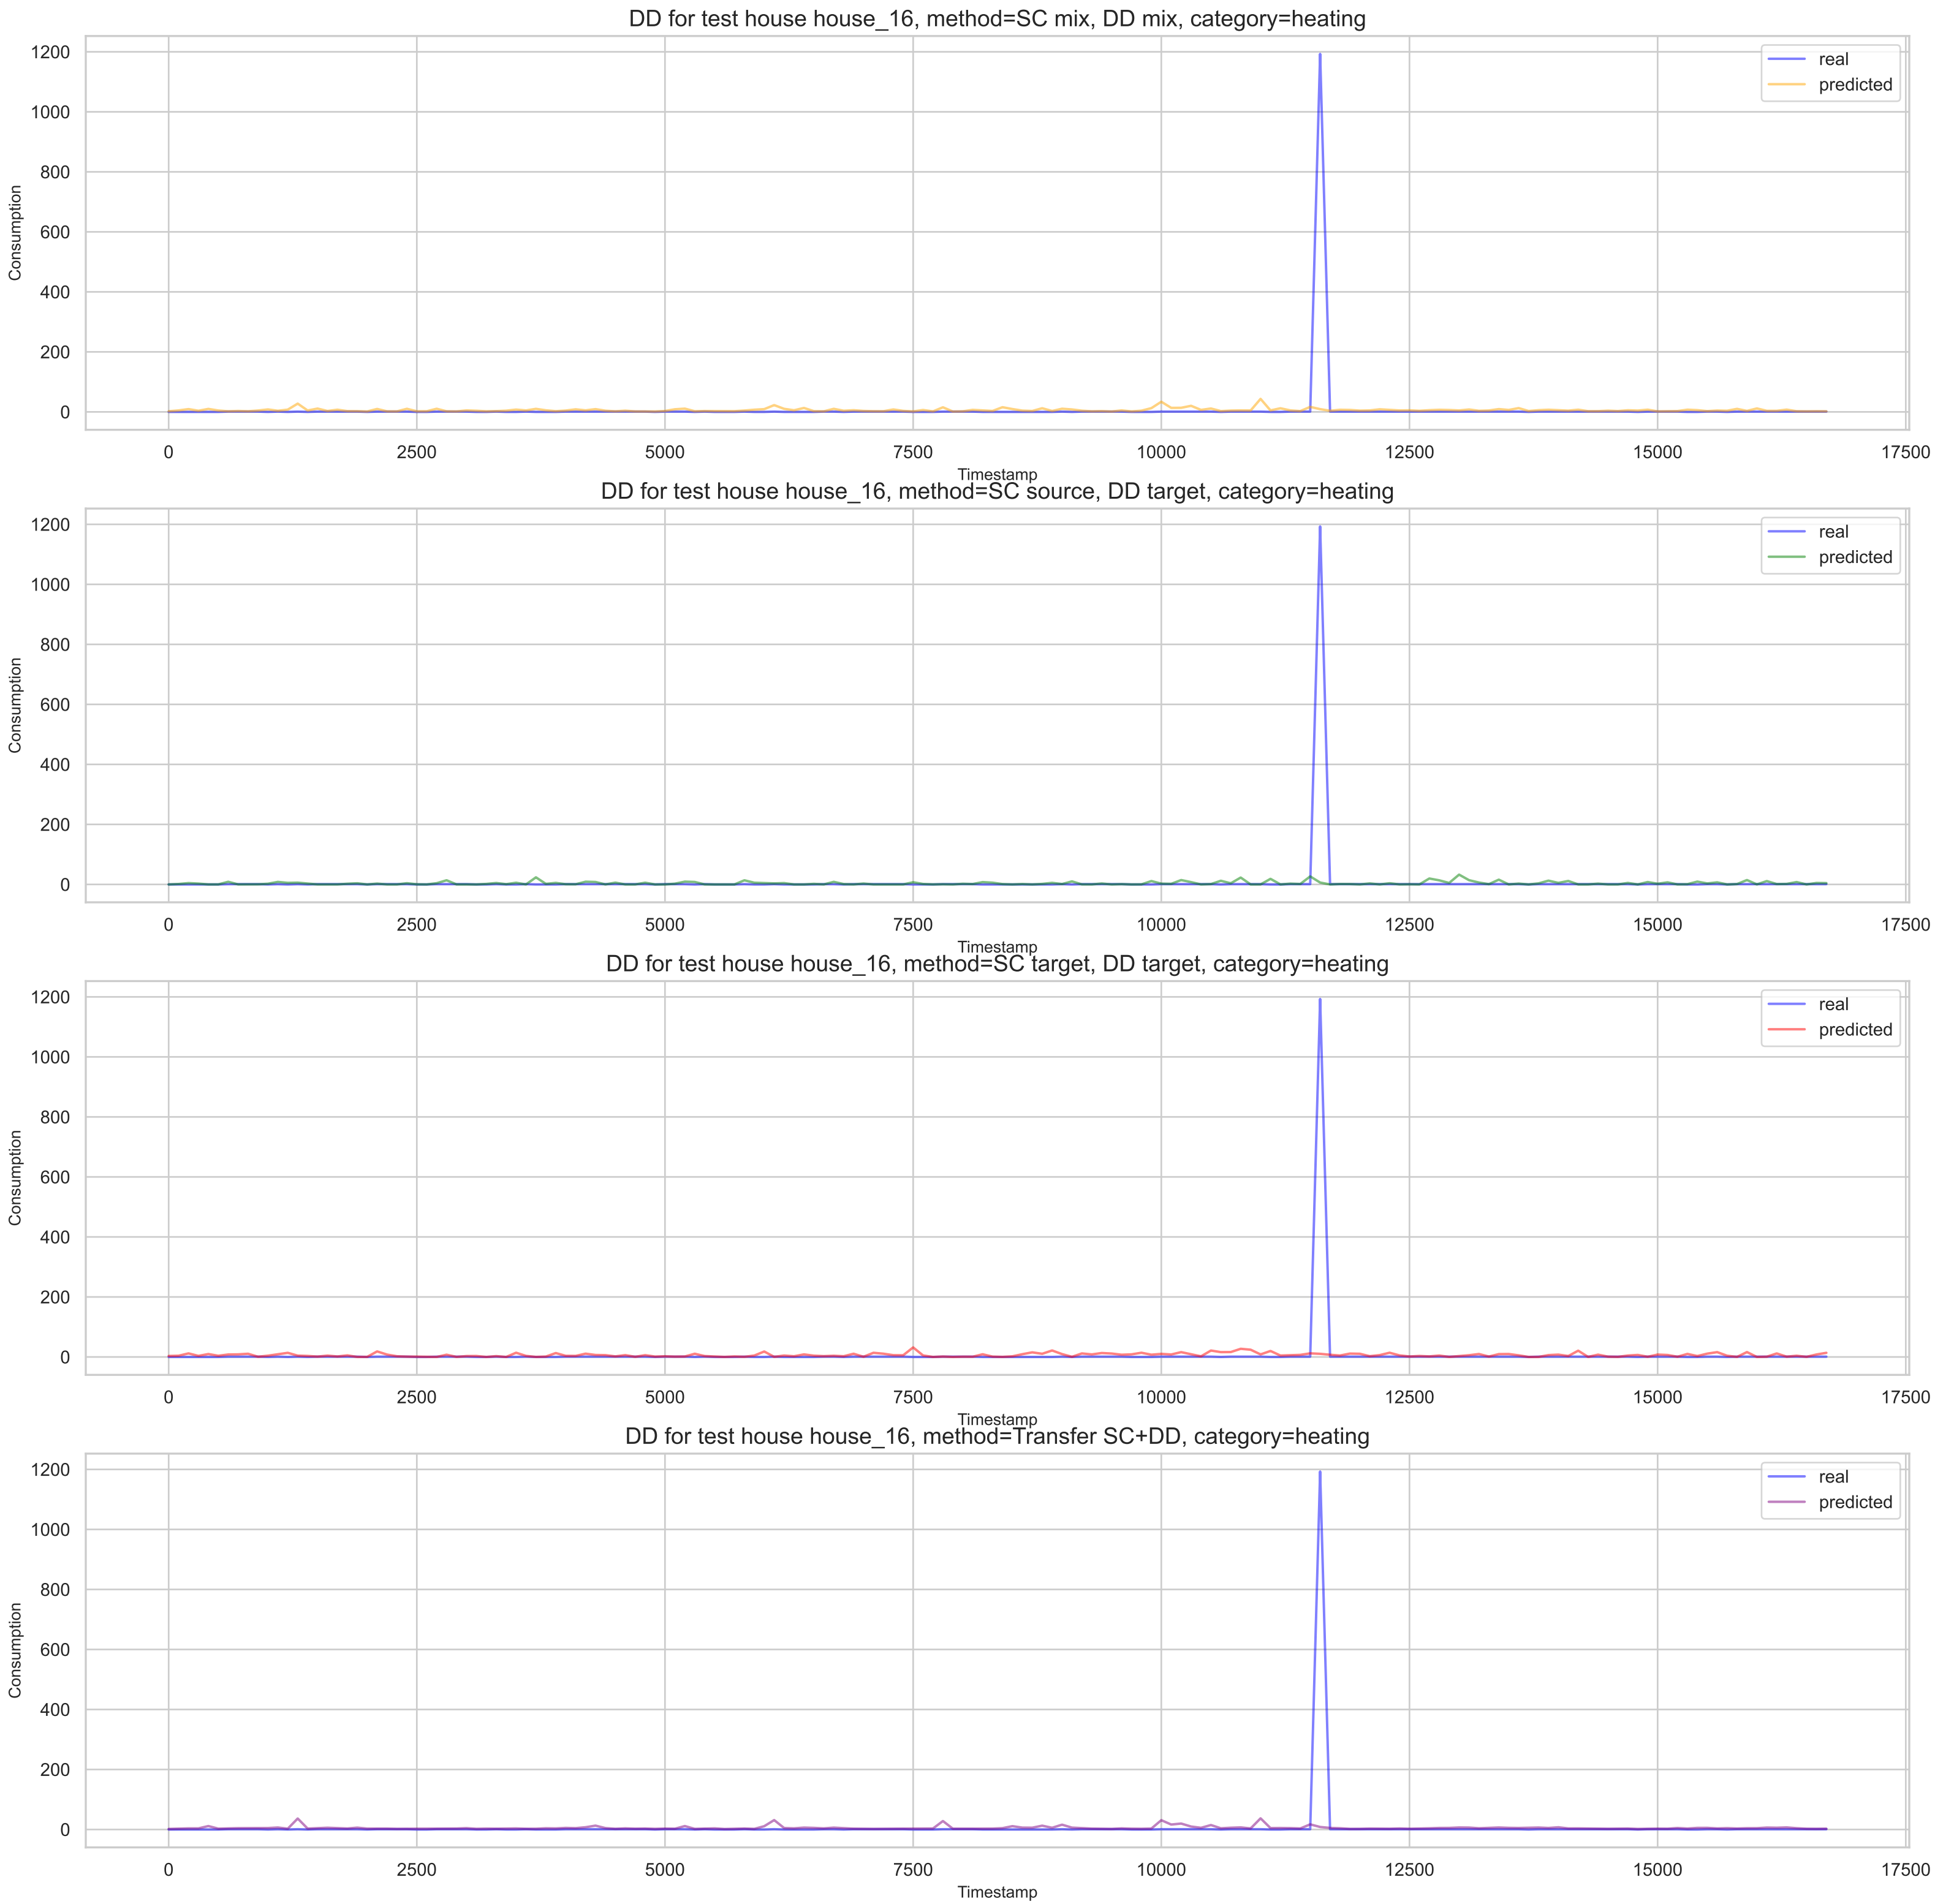 DD for test house house_16, method=SC mix, DD mix, category=heating
1200
1000
800
600
400
200
0
Consumption
real
predicted
0 2500 5000 7500 10000 12500 15000 17500
Timestamp
DD for test house house_16, method=SC source, DD target, category=heating
1200
1000
800
600
400
200
0
Consumption
real
predicted
0 2500 5000 7500 10000 12500 15000 17500
Timestamp
DD for test house house_16, method=SC target, DD target, category=heating
1200
1000
800
600
400
200
0
Consumption
real
predicted
0 2500 5000 7500 10000 12500 15000 17500
Timestamp
DD for test house house_16, method=Transfer SC+DD, category=heating
1200
1000
800
600
400
200
0
Consumption
real
predicted
0 2500 5000 7500 10000 12500 15000 17500
Timestamp